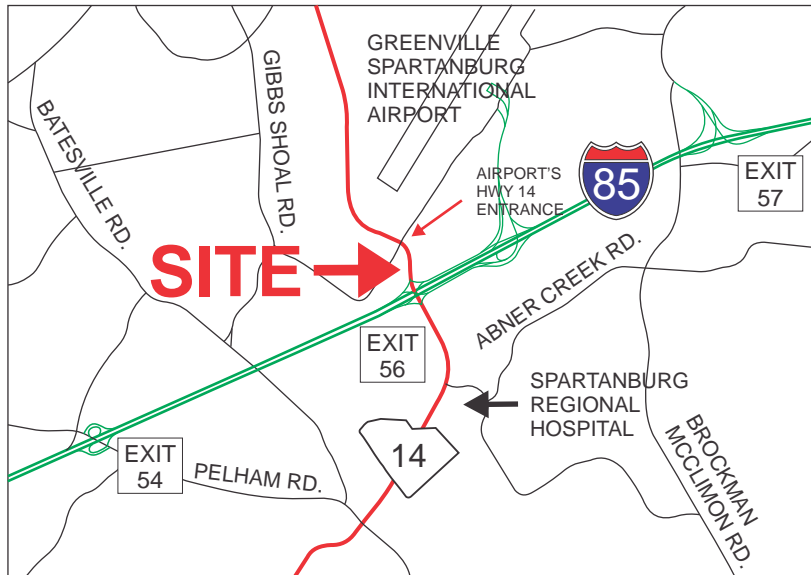 GREENVILLE
SPARTANBURG
INTERNATIONAL
AIRPORT
GIBBS SHOAL RD.
BATESVILLE RD.
AIRPORT'S
HWY 14
ENTRANCE
85
EXIT
57
SITE
ABNER CREEK RD.
EXIT
56
SPARTANBURG
REGIONAL
HOSPITAL
14
EXIT
54
PELHAM RD.
BROCKMAN
MCCLIMON RD.